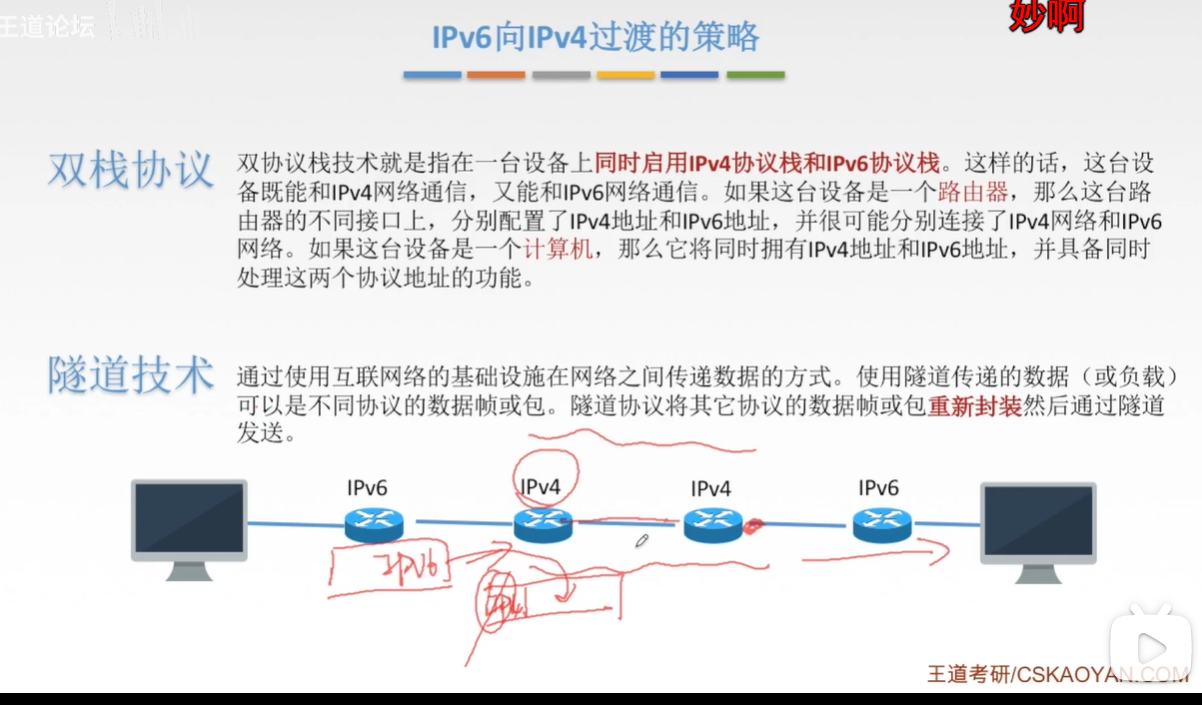 王道论坛
妙啊
IPv6向IPv4过渡的策略
双栈协议
双协议栈技术就是指在一台设备上同时启用IPv4协议栈和IPv6协议栈。这样的话，这台设
备既能和IPv4网络通信，又能和IPv6网络通信。如果这台设备是一个路由器，那么这台路
由器的不同接口上，分别配置了IPv4地址和IPv6地址，并很可能分别连接了IPv4网络和IPv6
网络。如果这台设备是一个计算机，那么它将同时拥有IPv4地址和IPv6地址，并具备同时
处理这两个协议地址的功能。
隧道技术
通过使用互联网络的基础设施在网络之间传递数据的方式。使用隧道传递的数据（或负载）
可以是不同协议的数据帧或包。隧道协议将其它协议的数据帧或包重新封装然后通过隧道
发送。
IPv6 IPv4 IPv4 IPv6
IPv6
王道考研/CSKAOYAN.COM